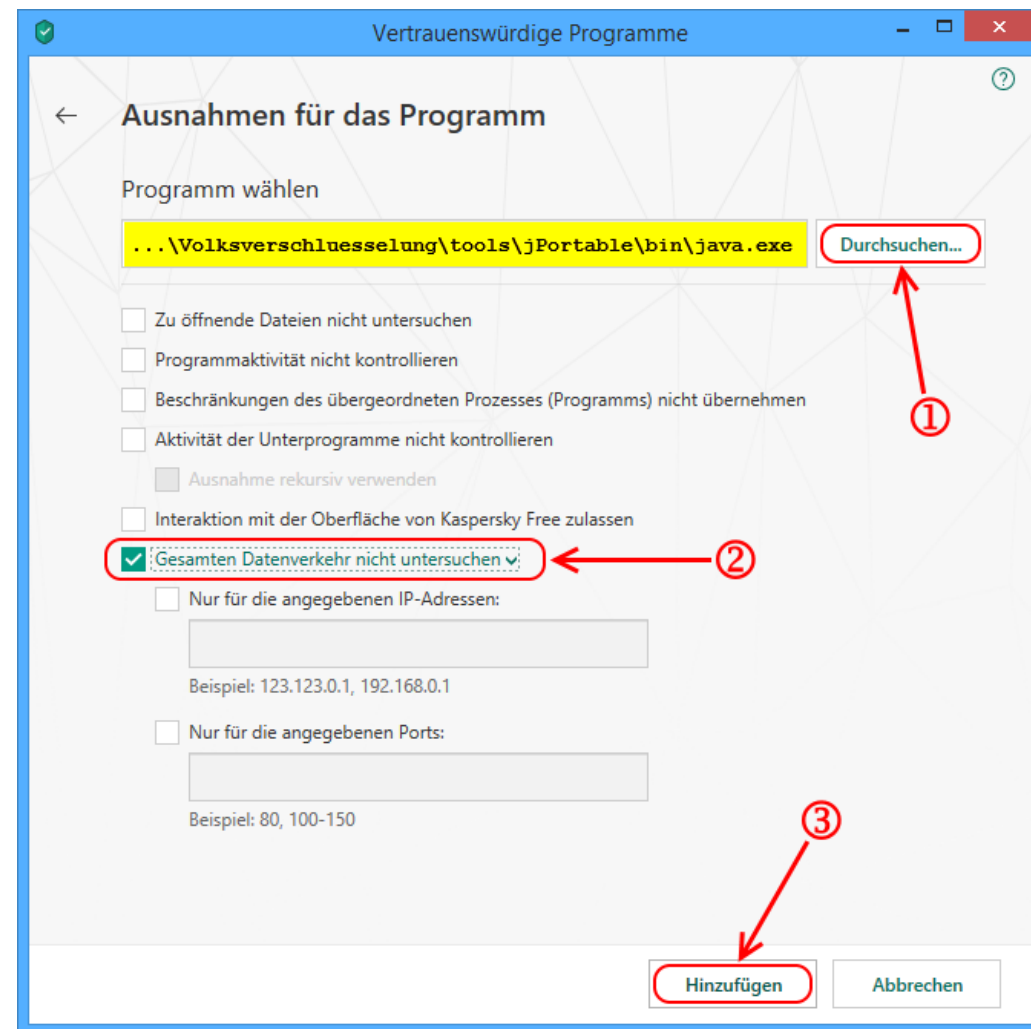 Vertrauenswürdige Programme
Ausnahmen für das Programm
Programm wählen
...\Volksverschluesselung\tools\jPortable\bin\java.exe
Durchsuchen...
Zu öffnende Dateien nicht untersuchen
Programmaktivität nicht kontrollieren
Beschränkungen des übergeordneten Prozesses (Programms) nicht übernehmen
①
Aktivität der Unterprogramme nicht kontrollieren
Ausnahme rekursiv verwenden
Interaktion mit der Oberfläche von Kaspersky Free zulassen
Gesamten Datenverkehr nicht untersuchen
②
Nur für die angegebenen IP-Adressen:
Beispiel: 123.123.0.1, 192.168.0.1
Nur für die angegebenen Ports:
Beispiel: 80, 100-150
③
Hinzufügen
Abbrechen